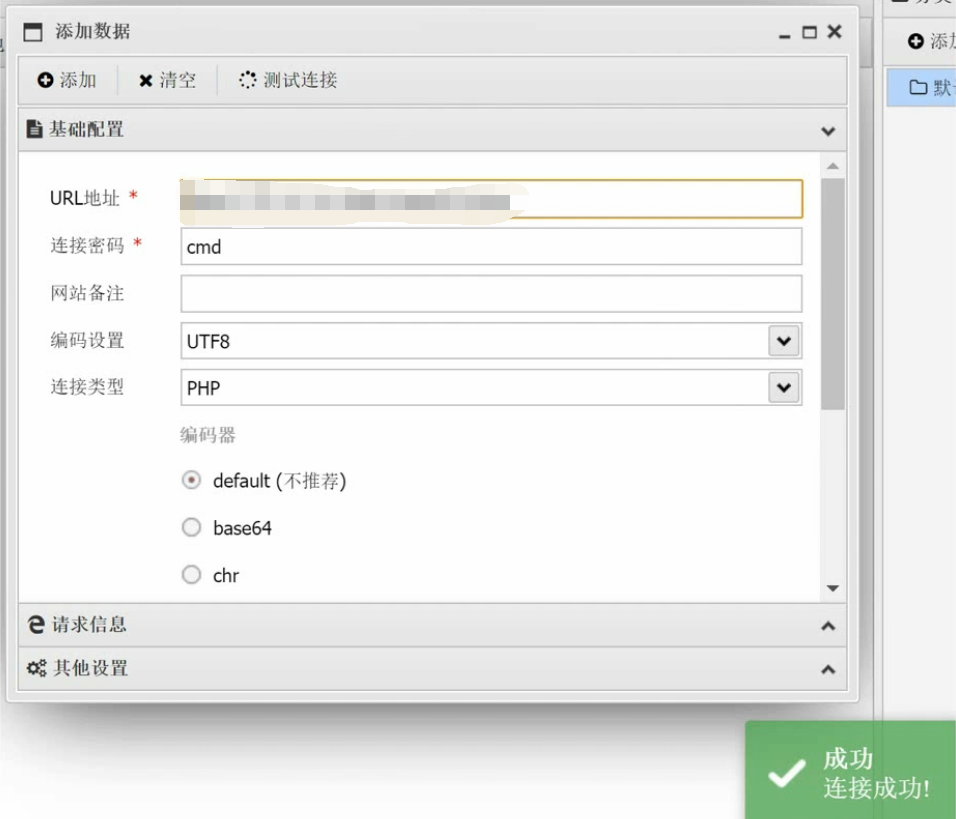 添加数据
添加 清空 测试连接
基础配置
URL地址 *
连接密码 * cmd
网站备注
编码设置 UTF8
连接类型 PHP
编码器
default (不推荐)
base64
chr
请求信息
其他设置
添
默
成功
连接成功!